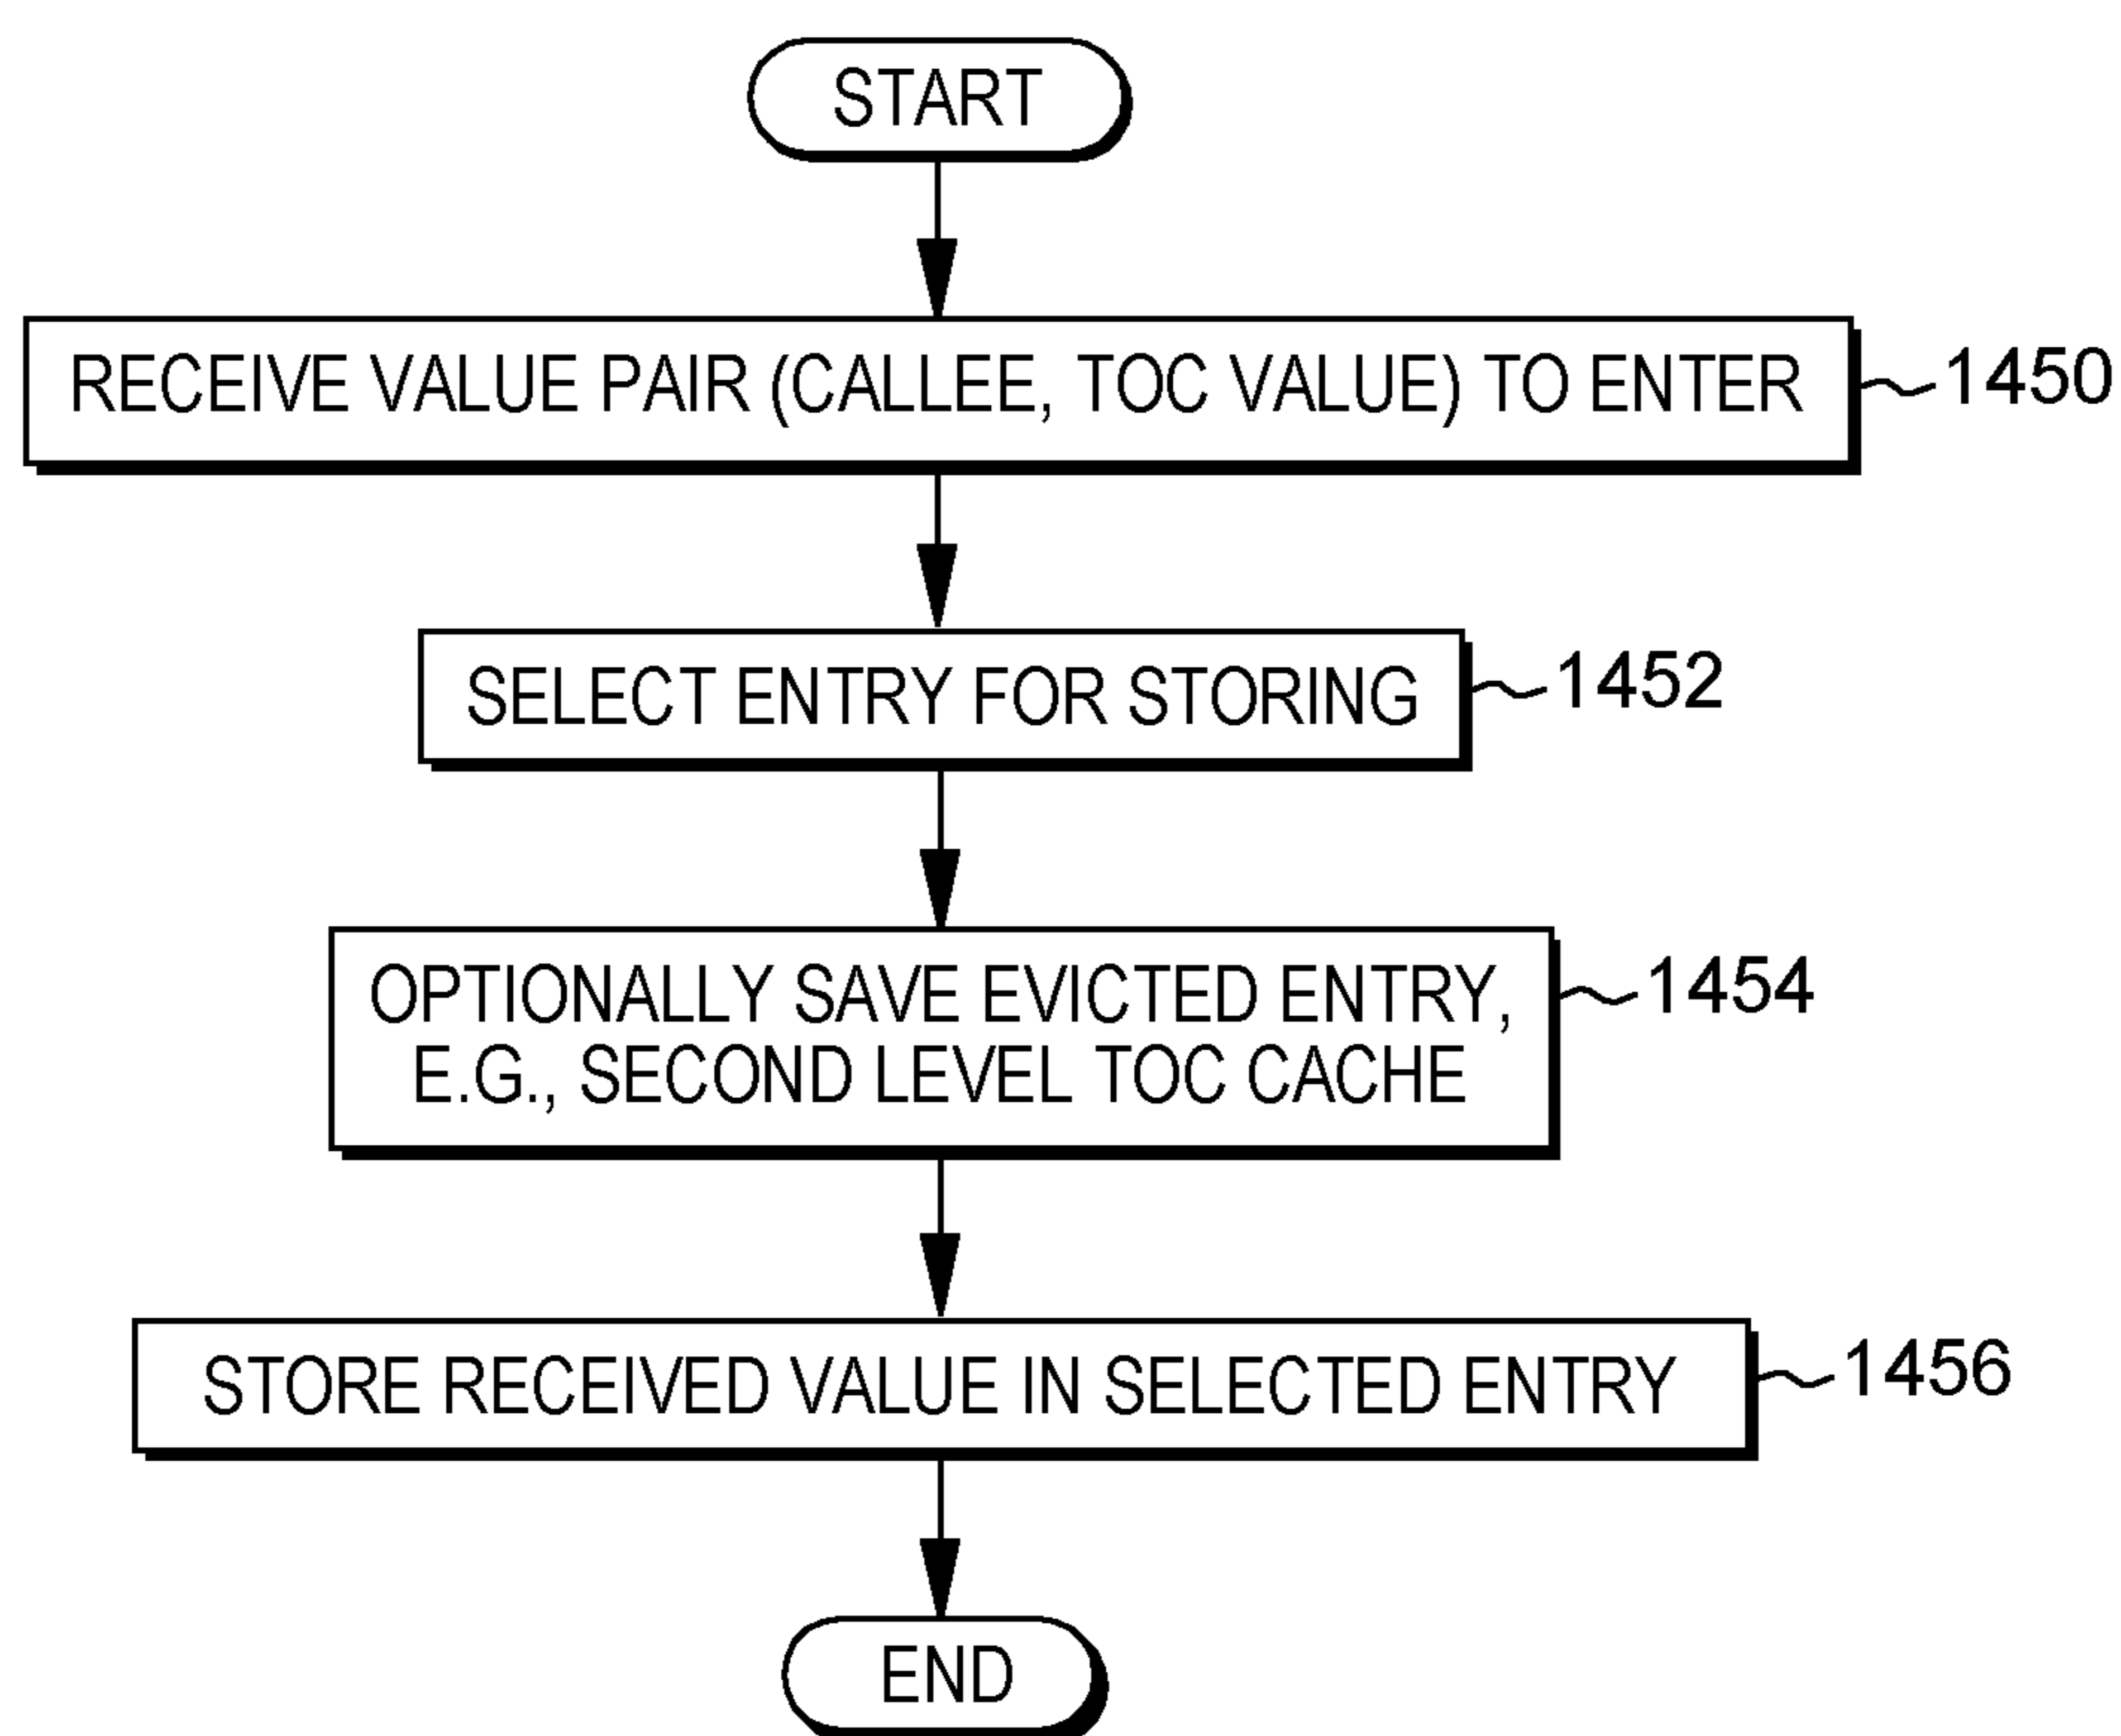 START
RECEIVE VALUE PAIR (CALLEE, TOC VALUE) TO ENTER
1450
SELECT ENTRY FOR STORING
1452
OPTIONALLY SAVE EVICTED ENTRY,
E.G., SECOND LEVEL TOC CACHE
1454
STORE RECEIVED VALUE IN SELECTED ENTRY
1456
END